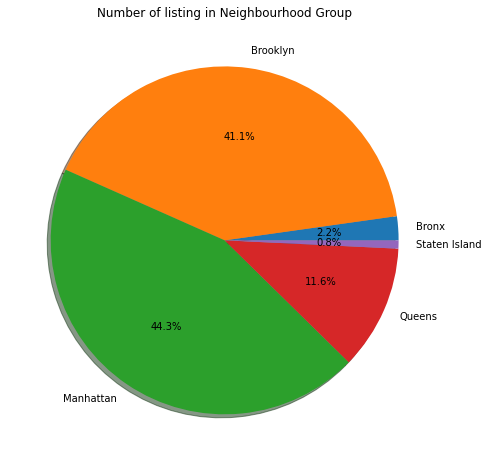 Number of listing in Neighbourhood Group
Brooklyn
41.1%
Bronx
2.2%
0.8%
Staten Island
11.6%
Queens
44.3%
Manhattan